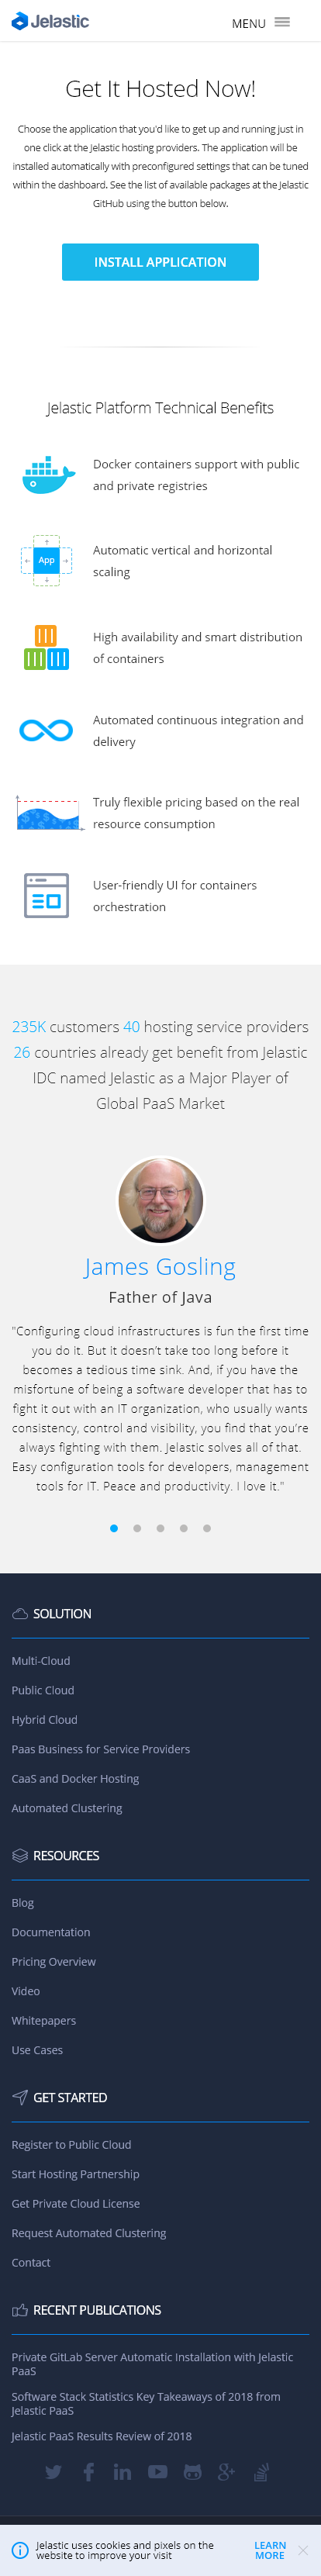 Jelastic
MENU
Get It Hosted Now!
Choose the application that you'd like to get up and running just in
one click at the Jelastic hosting providers. The application will be
installed automatically with preconfigured settings that can be tuned
within the dashboard. See the list of available packages at the Jelastic
GitHub using the button below.
INSTALL APPLICATION
Jelastic Platform Technical Benefits
Docker containers support with public
and private registries
App
Automatic vertical and horizontal
scaling
High availability and smart distribution
of containers
Automated continuous integration and
delivery
Truly flexible pricing based on the real
resource consumption
User-friendly UI for containers
orchestration
235K customers 40 hosting service providers
26 countries already get benefit from Jelastic
IDC named Jelastic as a Major Player of
Global PaaS Market
James Gosling
Father of Java
"Configuring cloud infrastructures is fun the first time
you do it. But it doesn’t take too long before it
becomes a tedious time sink. And, if you have the
misfortune of being a software developer that has to
fight it out with an IT organization, who usually wants
consistency, control and visibility, you find that you’re
always fighting with them. Jelastic solves all of that.
Easy configuration tools for developers, management
tools for IT. Peace and productivity. I love it."
SOLUTION
Multi-Cloud
Public Cloud
Hybrid Cloud
Paas Business for Service Providers
CaaS and Docker Hosting
Automated Clustering
RESOURCES
Blog
Documentation
Pricing Overview
Video
Whitepapers
Use Cases
GET STARTED
Register to Public Cloud
Start Hosting Partnership
Get Private Cloud License
Request Automated Clustering
Contact
RECENT PUBLICATIONS
Private GitLab Server Automatic Installation with Jelastic
PaaS
Software Stack Statistics Key Takeaways of 2018 from
Jelastic PaaS
Jelastic PaaS Results Review of 2018
Jelastic uses cookies and pixels on the
website to improve your visit
LEARN
MORE